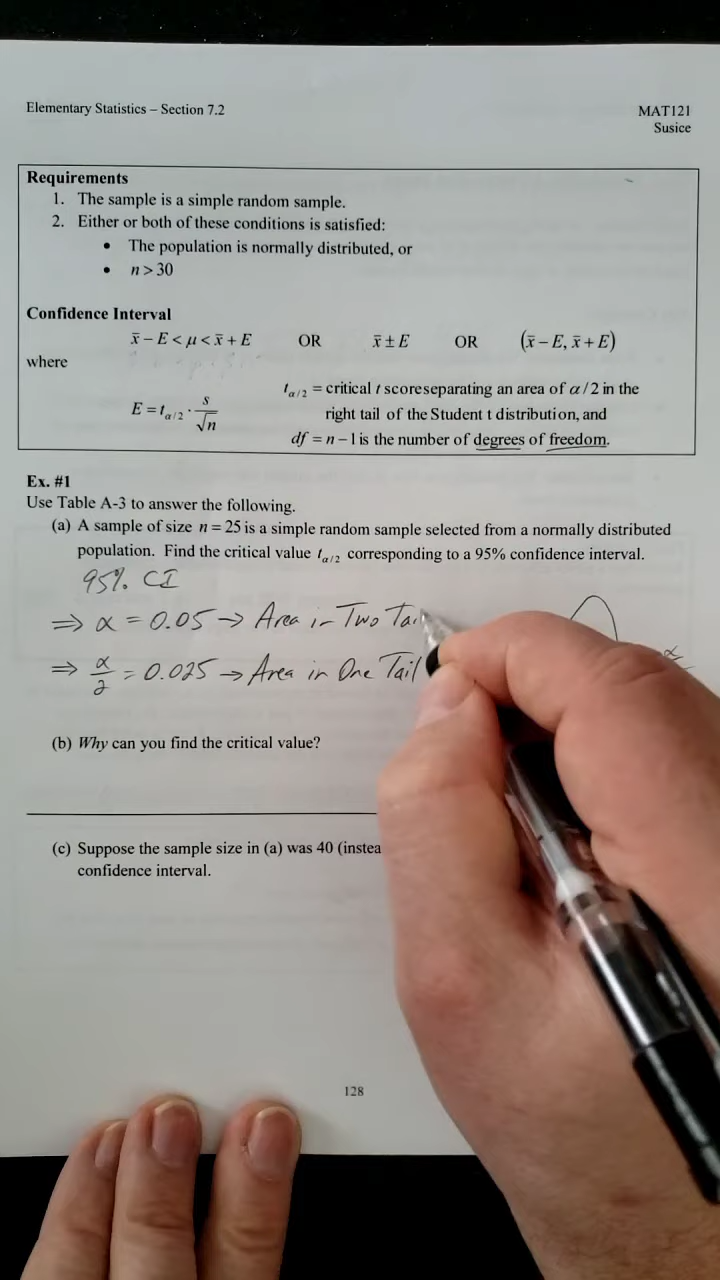 Elementary Statistics – Section 7.2
MAT121
Susice
Requirements
1. The sample is a simple random sample.
2. Either or both of these conditions is satisfied:
• The population is normally distributed, or
• n > 30
Confidence Interval
x̄ − E < μ < x̄ + E OR x̄ ± E OR (x̄ − E, x̄ + E)
where
E = t_{α/2} · s/√n
t_{α/2} = critical t scoreseparating an area of α/2 in the
right tail of the Student t distribution, and
df = n − 1 is the number of degrees of freedom.
Ex. #1
Use Table A-3 to answer the following.
(a) A sample of size n = 25 is a simple random sample selected from a normally distributed
population. Find the critical value t_{α/2} corresponding to a 95% confidence interval.
95% CI
⇒ α = 0.05 → Area in Two Tai
⇒ α/2 = 0.025 → Area in One Tail
α
(b) Why can you find the critical value?
(c) Suppose the sample size in (a) was 40 (instea
confidence interval.
128